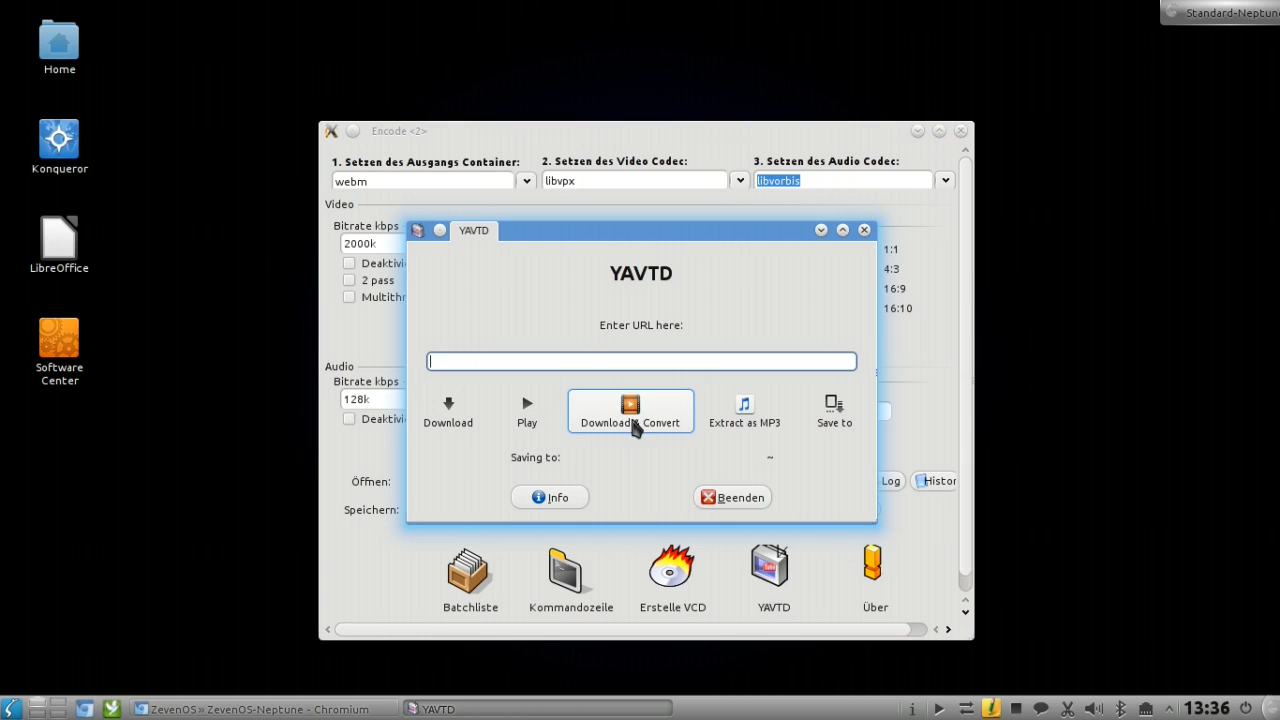 Standard-Neptun
Home
Konqueror
LibreOffice
Software
Center
Encode <2>
1. Setzen des Ausgangs Container:
2. Setzen des Video Codec:
3. Setzen des Audio Codec:
webm
libvpx
libvorbis
Video
Bitrate kbps
2000k
Deaktivi
2 pass
Multithr
1:1
4:3
16:9
16:10
Audio
Bitrate kbps
128k
Deaktivi
Öffnen:
Speichern:
Log
Histor
YAVTD
YAVTD
Enter URL here:
Download
Play
Download & Convert
Extract as MP3
Save to
Saving to:
~
Info
Beenden
Batchliste
Kommandozeile
Erstelle VCD
YAVTD
Über
ZevenOS » ZevenOS-Neptune - Chromium
YAVTD
13:36